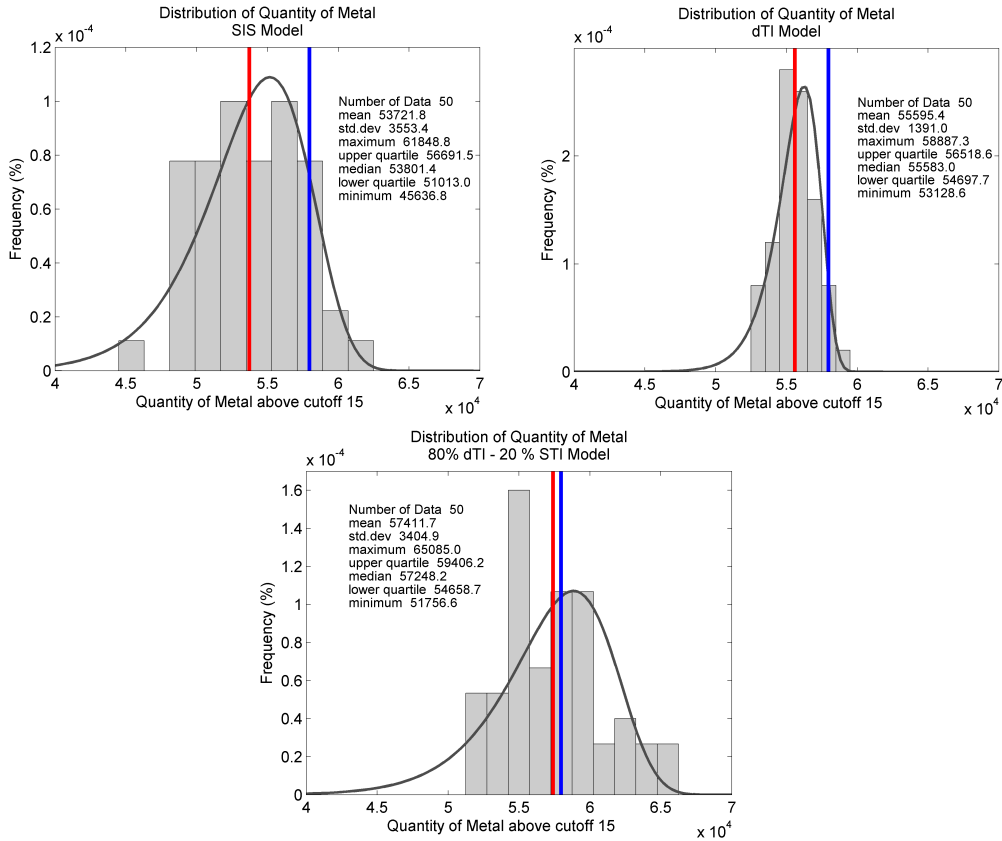 Distribution of Quantity of Metal
SIS Model
x 10^-4
1.2
1
0.8
0.6
0.4
0.2
0
Frequency (%)
Number of Data 50
mean 53721.8
std.dev 3553.4
maximum 61848.8
upper quartile 56691.5
median 53801.4
lower quartile 51013.0
minimum 45636.8
4 4.5 5 5.5 6 6.5 7
Quantity of Metal above cutoff 15
x 10^4
Distribution of Quantity of Metal
dTI Model
x 10^-4
2
1
0
Frequency (%)
Number of Data 50
mean 55595.4
std.dev 1391.0
maximum 58887.3
upper quartile 56518.6
median 55583.0
lower quartile 54697.7
minimum 53128.6
4 4.5 5 5.5 6 6.5 7
Quantity of Metal above cutoff 15
x 10^4
Distribution of Quantity of Metal
80% dTI - 20 % STI Model
x 10^-4
1.6
1.4
1.2
1
0.8
0.6
0.4
0.2
0
Frequency (%)
Number of Data 50
mean 57411.7
std.dev 3404.9
maximum 65085.0
upper quartile 59406.2
median 57248.2
lower quartile 54658.7
minimum 51756.6
4 4.5 5 5.5 6 6.5 7
Quantity of Metal above cutoff 15
x 10^4